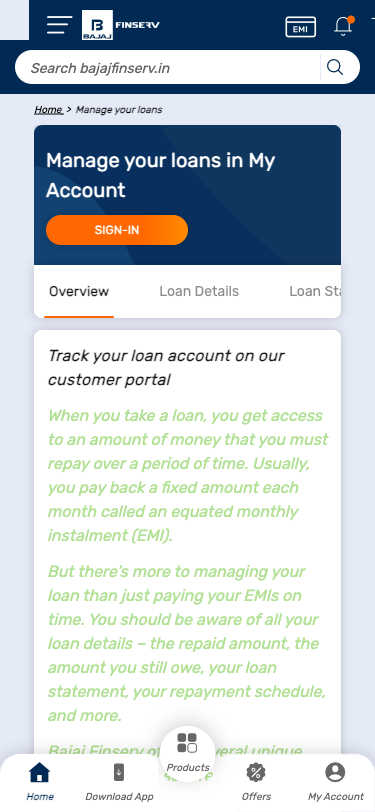 BAJAJ FINSERV
EMI
Search bajajfinserv.in
Home > Manage your loans
Manage your loans in My
Account
SIGN-IN
Overview Loan Details Loan Sta
Track your loan account on our
customer portal
When you take a loan, you get access
to an amount of money that you must
repay over a period of time. Usually,
you pay back a fixed amount each
month called an equated monthly
instalment (EMI).
But there's more to managing your
loan than just paying your EMIs on
time. You should be aware of all your
loan details – the repaid amount, the
amount you still owe, your loan
statement, your repayment schedule,
and more.
Bajaj Finserv unique
Products
Home Download App Offers My Account